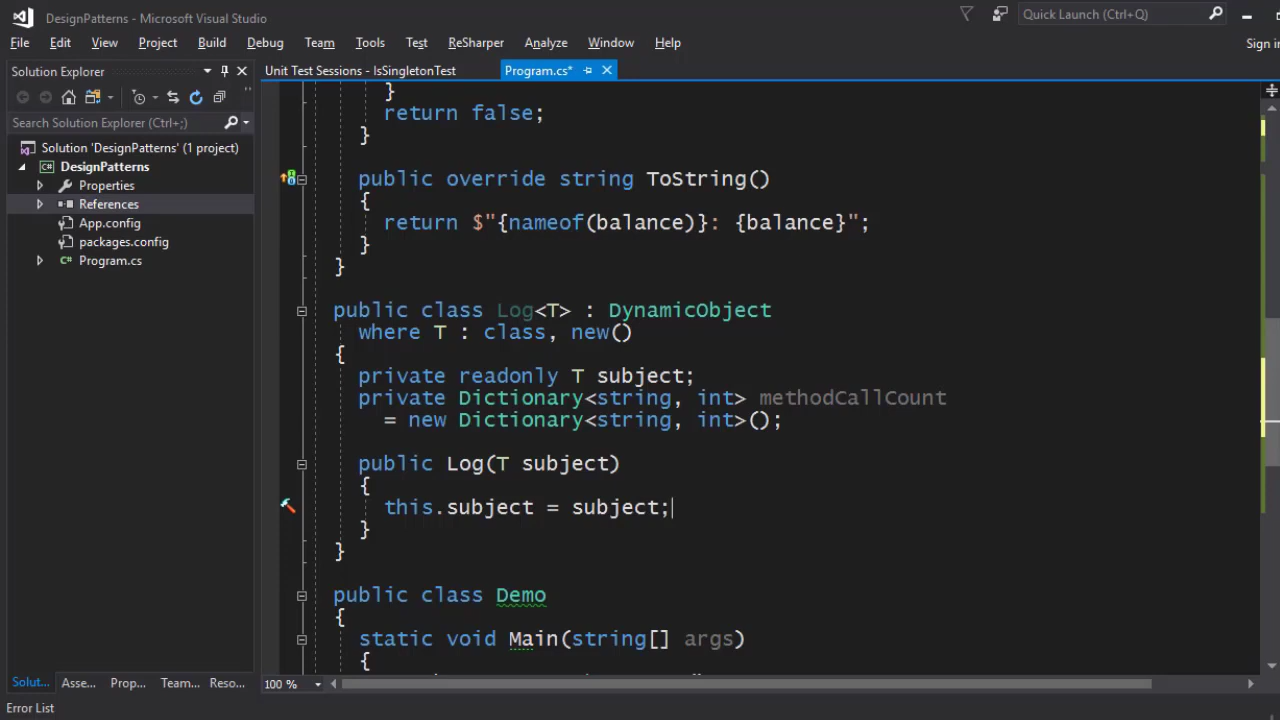 DesignPatterns - Microsoft Visual Studio
Quick Launch (Ctrl+Q)
File Edit View Project Build Debug Team Tools Test ReSharper Analyze Window Help
Sign in
Solution Explorer
Unit Test Sessions - IsSingletonTest
Program.cs*
Search Solution Explorer (Ctrl+;)
Solution 'DesignPatterns' (1 project)
DesignPatterns
Properties
References
App.config
packages.config
Program.cs
}
return false;
}
public override string ToString()
{
return $"{nameof(balance)}: {balance}";
}
}
public class Log<T> : DynamicObject
where T : class, new()
{
private readonly T subject;
private Dictionary<string, int> methodCallCount
= new Dictionary<string, int>();
public Log(T subject)
{
this.subject = subject;
}
}
public class Demo
{
static void Main(string[] args)
{
Solut... Asse... Prop... Team... Reso...
100 %
Error List